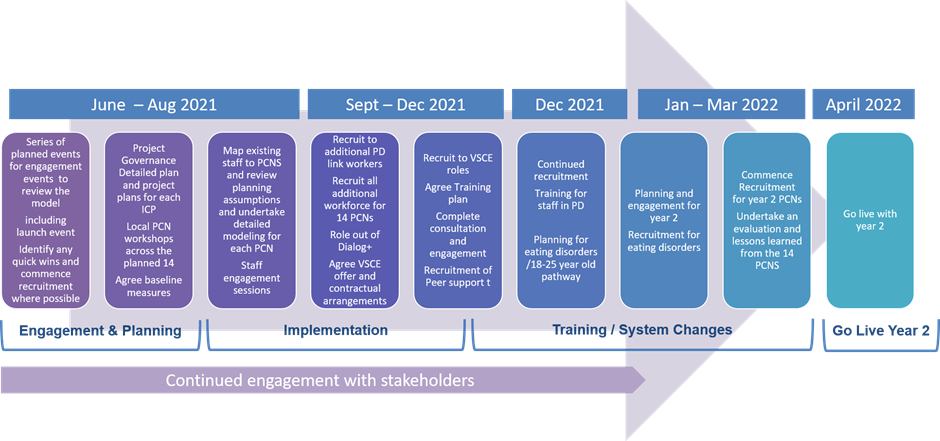 June – Aug 2021
Sept – Dec 2021
Dec 2021
Jan – Mar 2022
April 2022
Series of
planned events
for engagement
events to
review the
model
including
launch event
Identify any
quick wins and
commence
recruitment
where possible
Project
Governance
Detailed plan
and project
plans for each
ICP
Local PCN
workshops
across the
planned 14
Agree baseline
measures
Map existing
staff to PCNS
and review
planning
assumptions
and undertake
detailed
modeling for
each PCN
Staff
engagement
sessions
Recruit to
additional PD
link workers
Recruit all
additional
workforce for
14 PCNs
Role out of
Dialog+
Agree VSCE
offer and
contractual
arrangements
Recruit to VSCE
roles
Agree Training
plan
Complete
consultation
and
engagement
Recruitment of
Peer support t
Continued
recruitment
Training for
staff in PD
Planning for
eating disorders
/18-25 year old
pathway
Planning and
engagement for
year 2
Recruitment for
eating disorders
Commence
Recruitment for
year 2 PCNs
Undertake an
evaluation and
lessons learned
from the 14
PCNS
Go live with
year 2
Engagement & Planning
Implementation
Training / System Changes
Go Live Year 2
Continued engagement with stakeholders